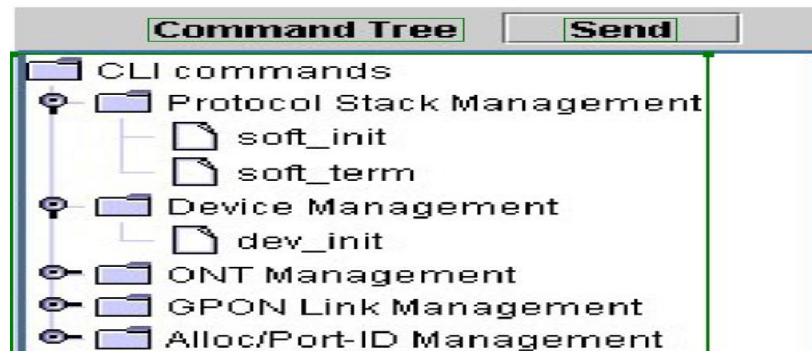 Command Tree Send
CLI commands
Protocol Stack Management
soft_init
soft_term
Device Management
dev_init
ONT Management
GPON Link Management
Alloc/Port-ID Management